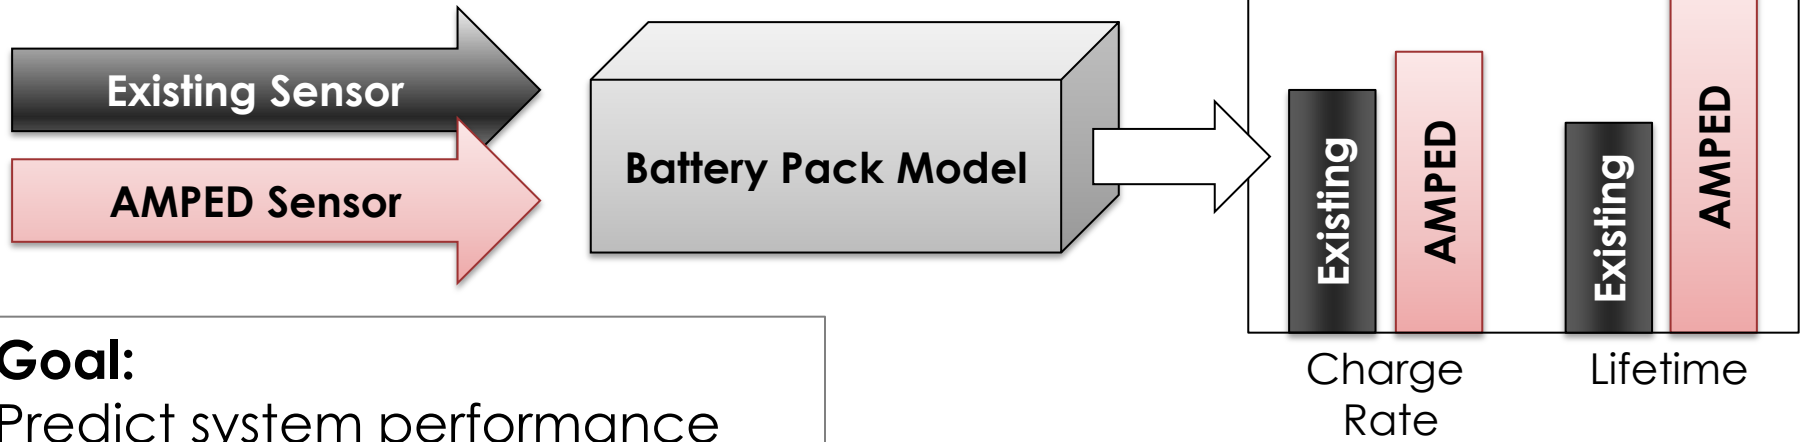 Existing Sensor
AMPED Sensor
Battery Pack Model
Existing
AMPED
Existing
AMPED
Charge
Rate
Lifetime
Goal:
Predict system performance